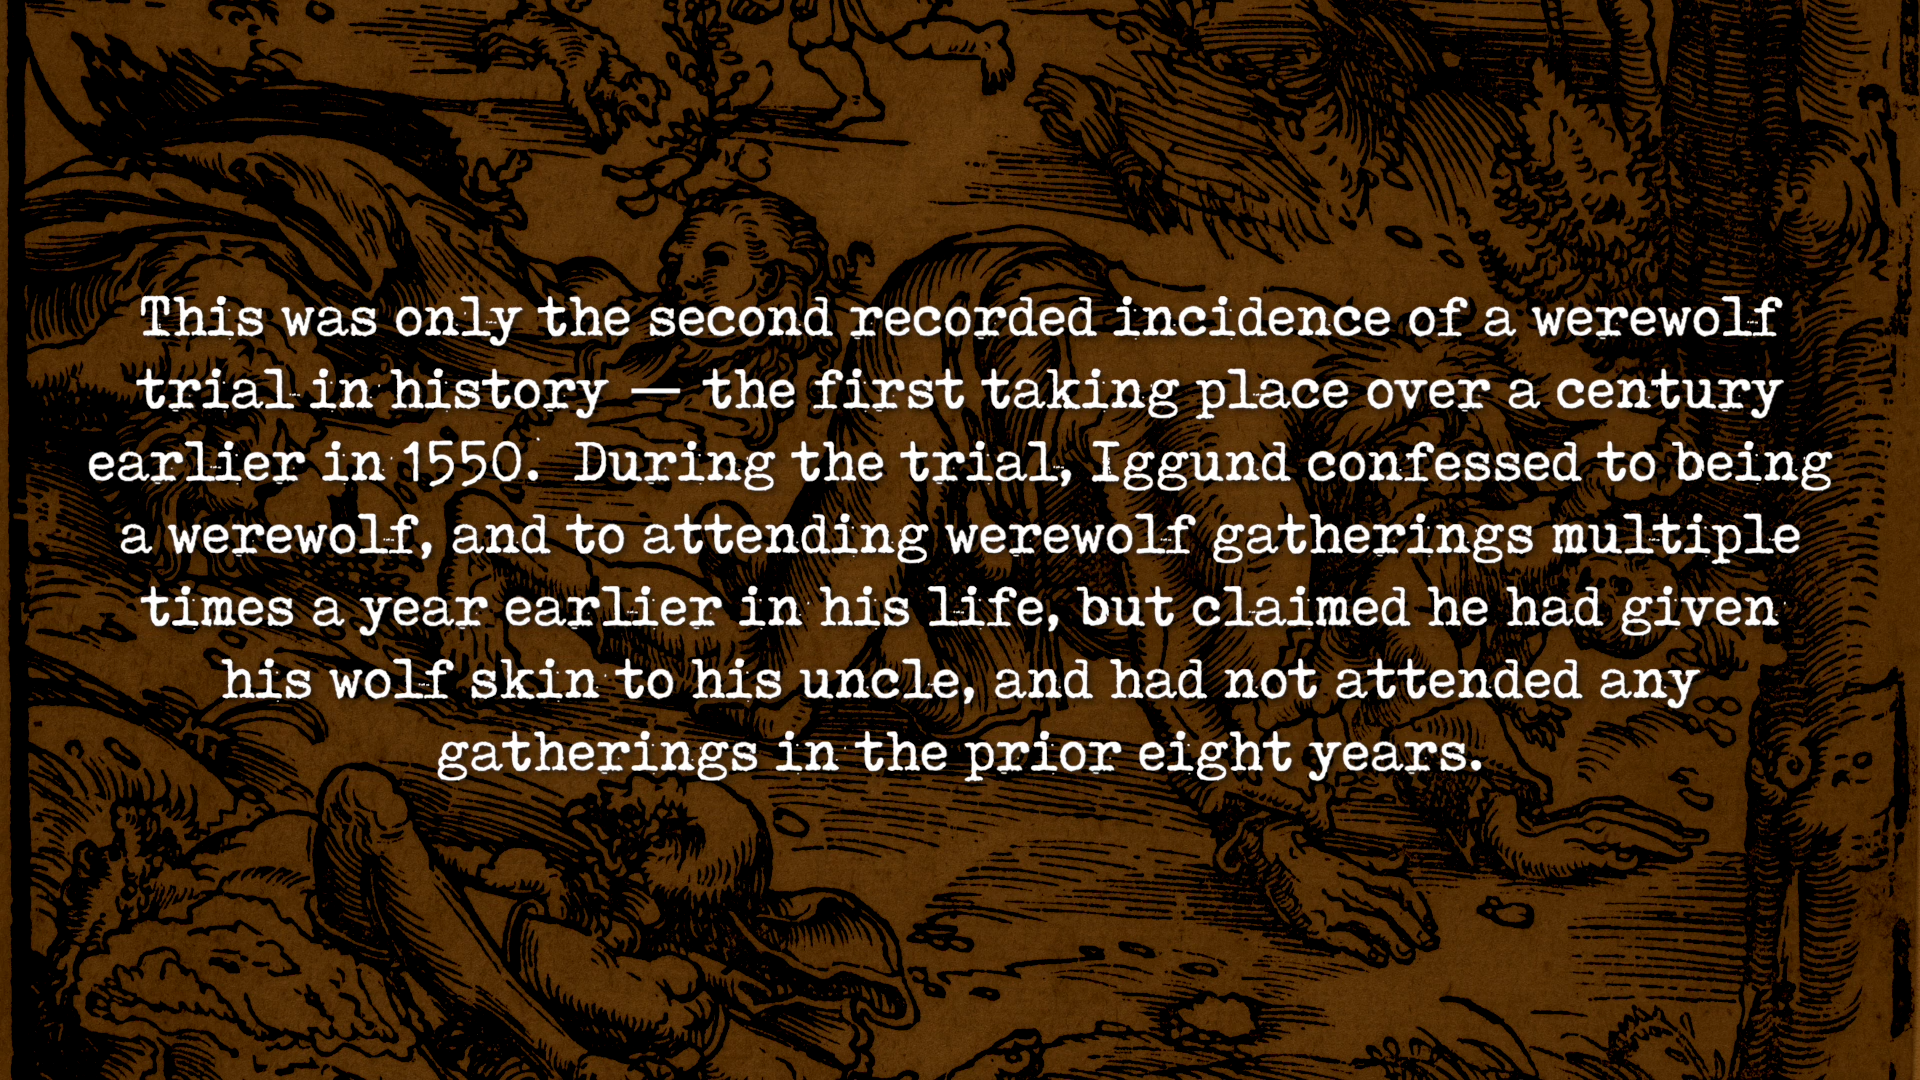 This was only the second recorded incidence of a werewolf
trial in history — the first taking place over a century
earlier in 1550. During the trial, Iggund confessed to being
a werewolf, and to attending werewolf gatherings multiple
times a year earlier in his life, but claimed he had given
his wolf skin to his uncle, and had not attended any
gatherings in the prior eight years.